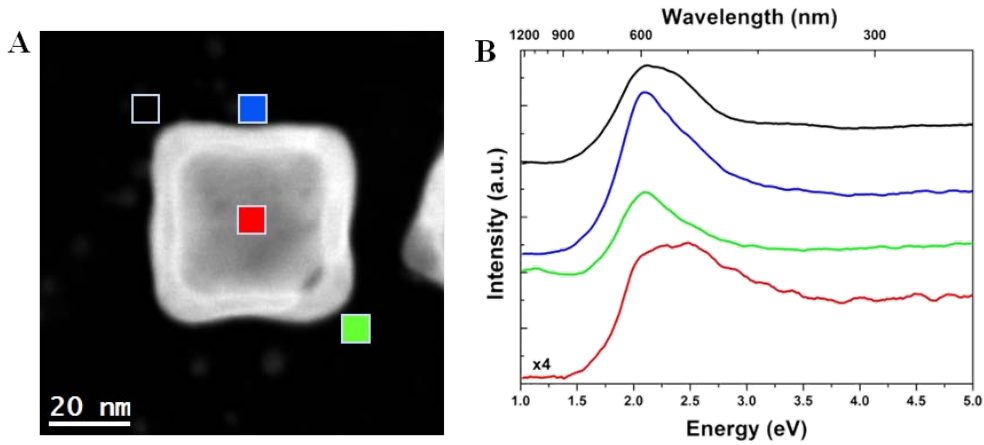 A
20 nm
B
Wavelength (nm)
1200 900 600 300
Intensity (a.u.)
x4
1.0 1.5 2.0 2.5 3.0 3.5 4.0 4.5 5.0
Energy (eV)